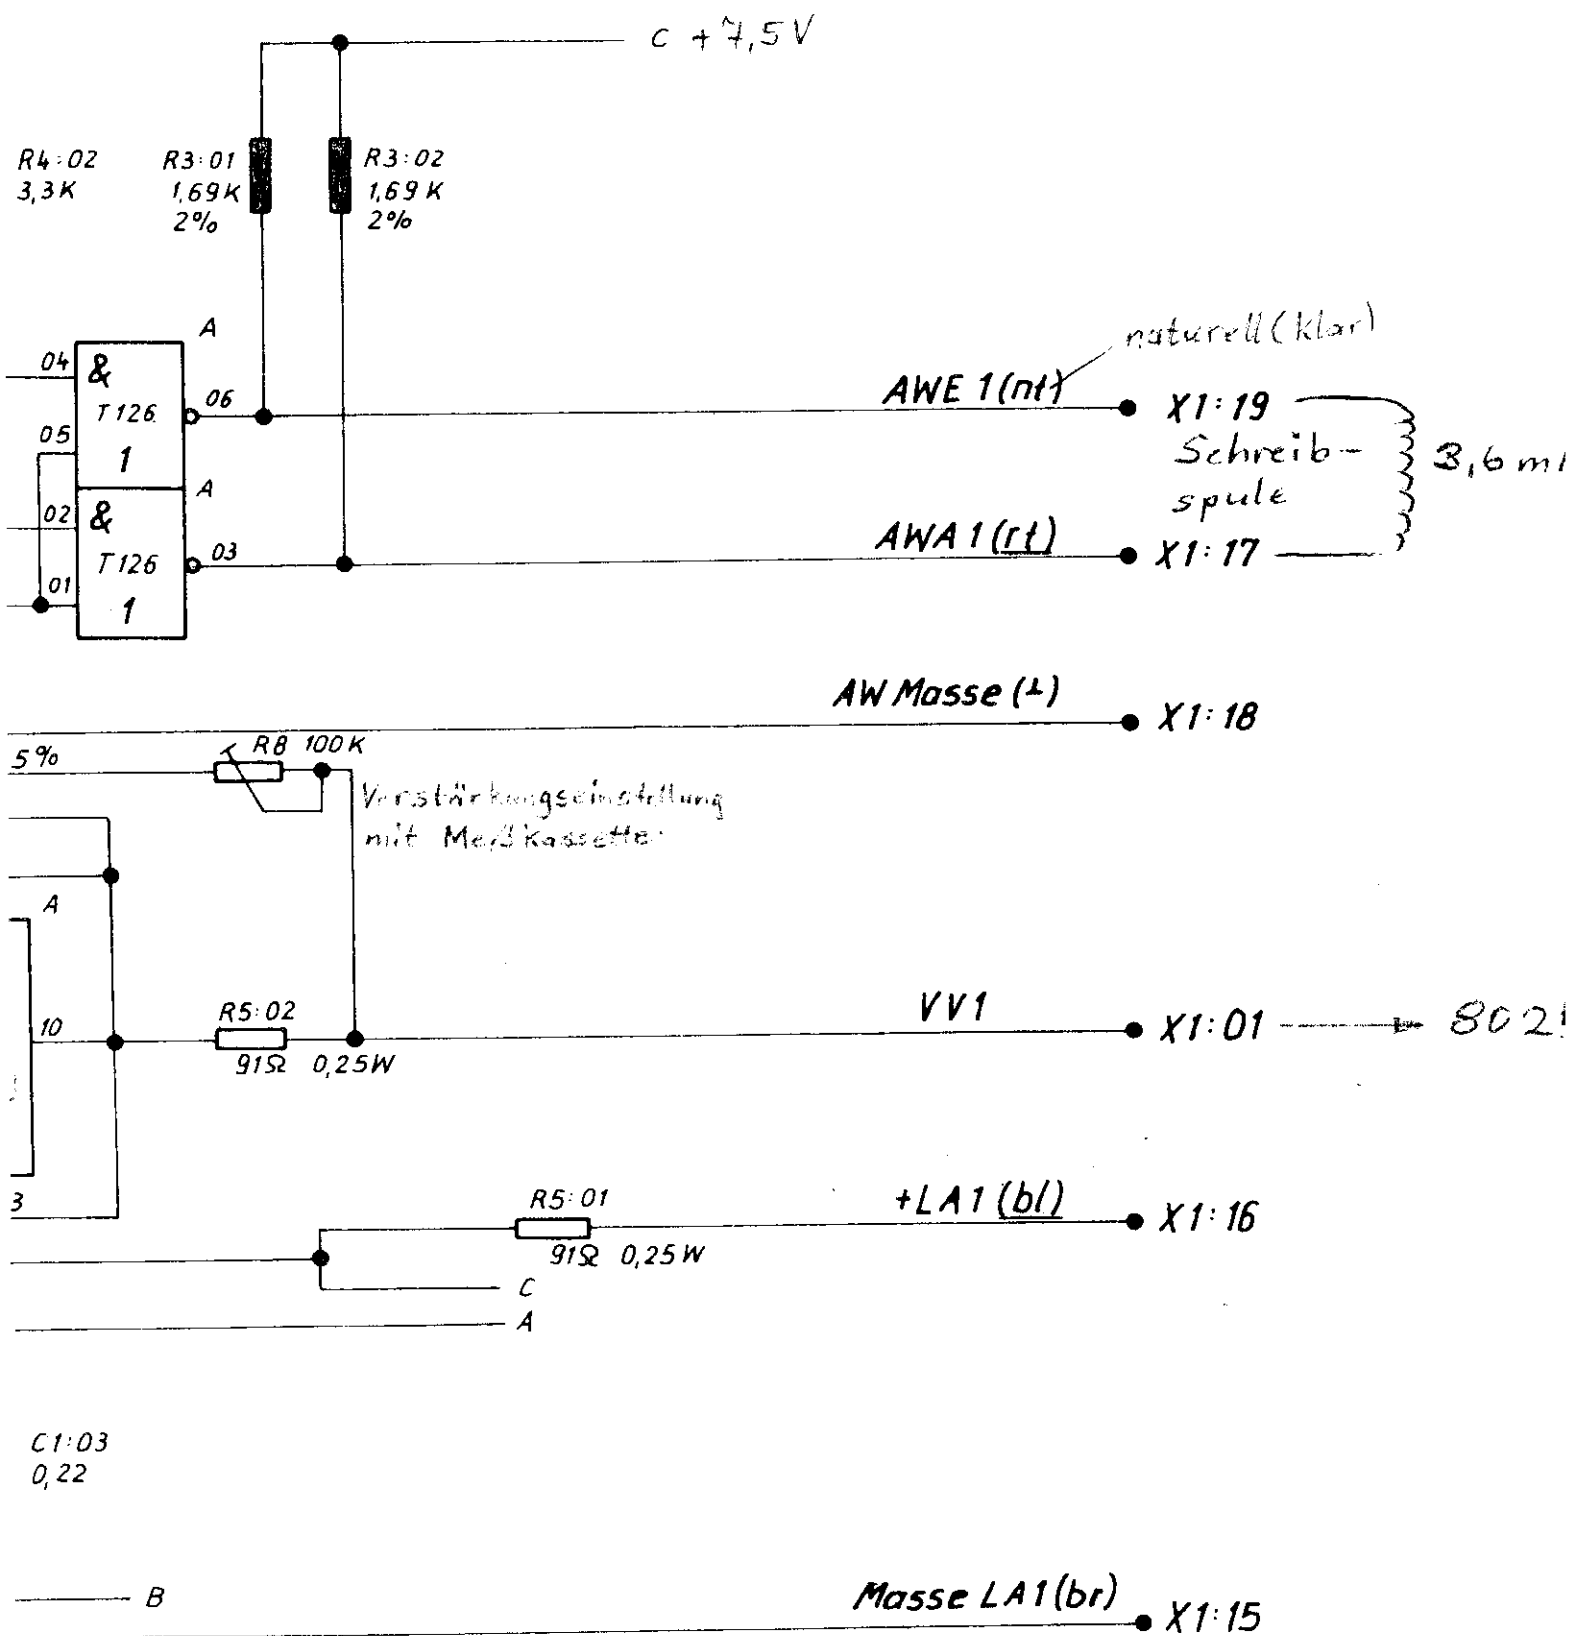 C + 7,5V
R4:02
3,3K
R3:01
1,69K
2%
R3:02
1,69K
2%
A
naturell (klar)
04
&
T126
06
AWE 1(nt)
X1:19
05
1
Schreib-
spule
A
02
&
T126
03
AWA 1(rt)
X1:17
01
1
AW Masse (⊥)
X1:18
5%
R8 100K
Verstärkungseinstellung
mit Meßkassette
A
10
R5:02
91Ω 0,25W
VV1
X1:01
3
R5:01
91Ω 0,25W
+LA1 (bl)
X1:16
C
A
C1:03
0,22
B
Masse LA1(br)
X1:15